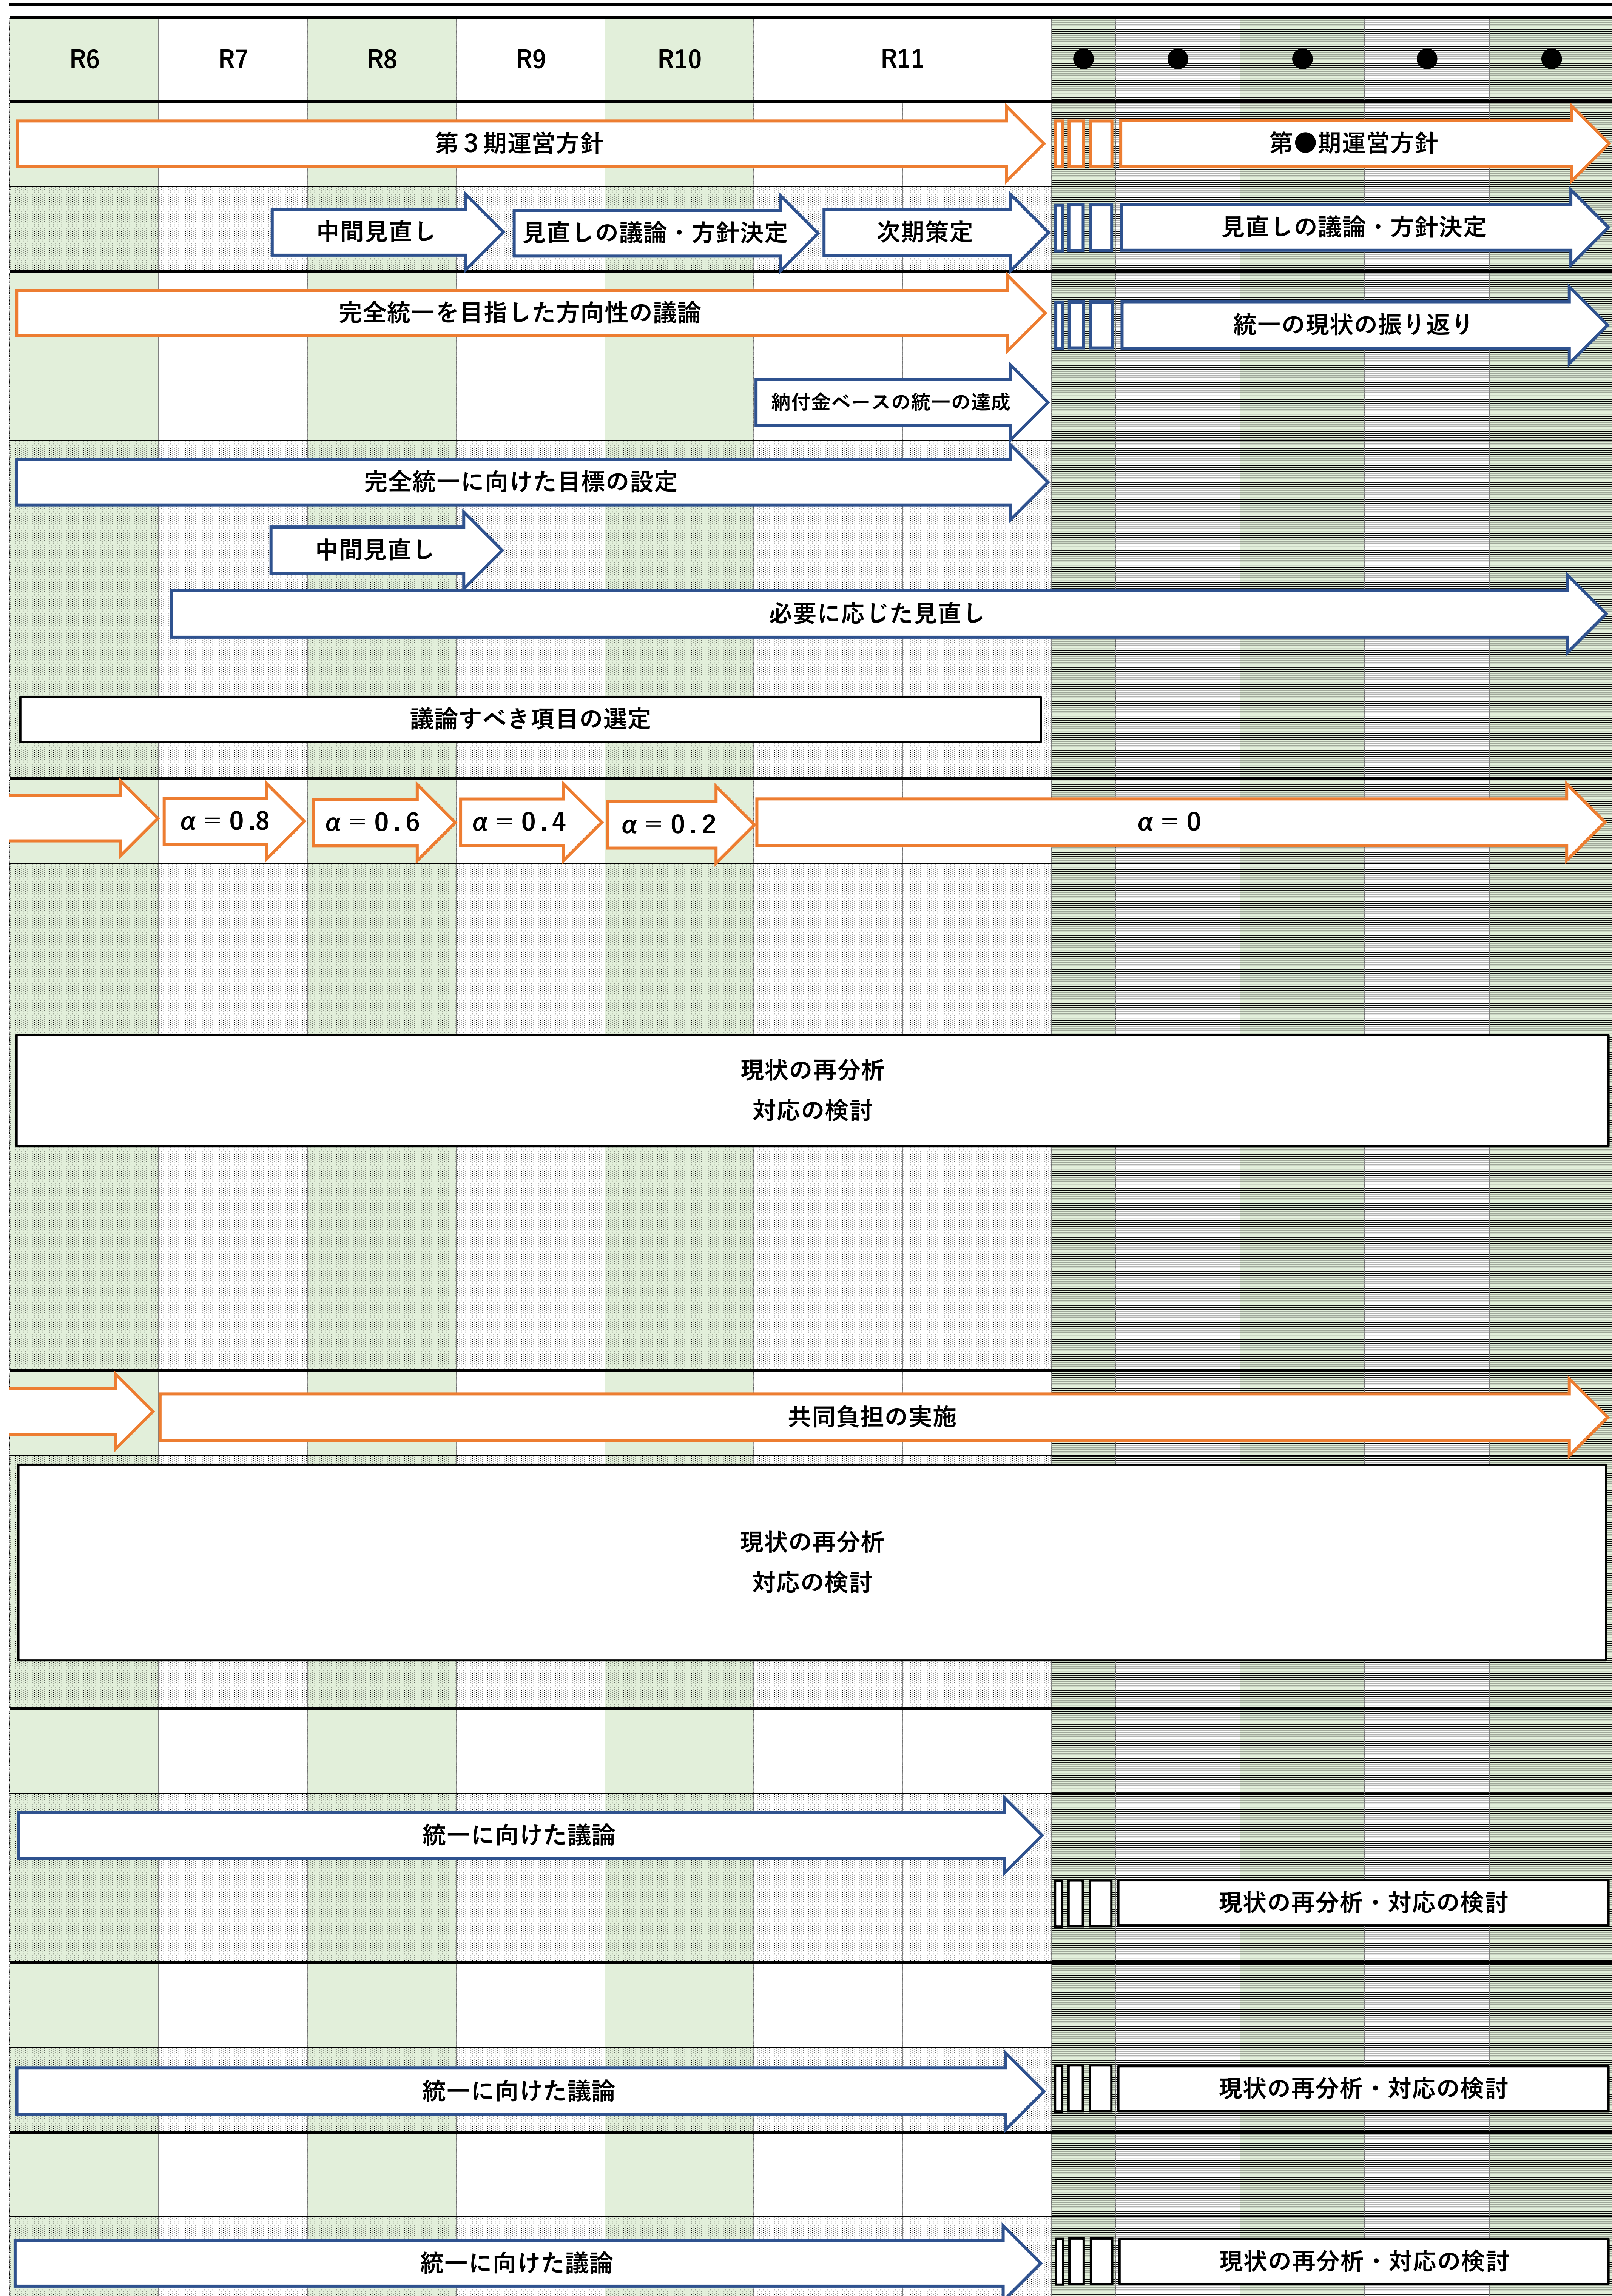 R6 R7 R8 R9 R10 R11 ● ● ● ● ●
第３期運営方針 第●期運営方針
中間見直し 見直しの議論・方針決定 次期策定 見直しの議論・方針決定
完全統一を目指した方向性の議論 統一の現状の振り返り
納付金ベースの統一の達成
完全統一に向けた目標の設定
中間見直し
必要に応じた見直し
議論すべき項目の選定
α＝0.8 α＝0.6 α＝0.4 α＝0.2 α＝0
現状の再分析
対応の検討
共同負担の実施
現状の再分析
対応の検討
統一に向けた議論
現状の再分析・対応の検討
統一に向けた議論 現状の再分析・対応の検討
統一に向けた議論 現状の再分析・対応の検討